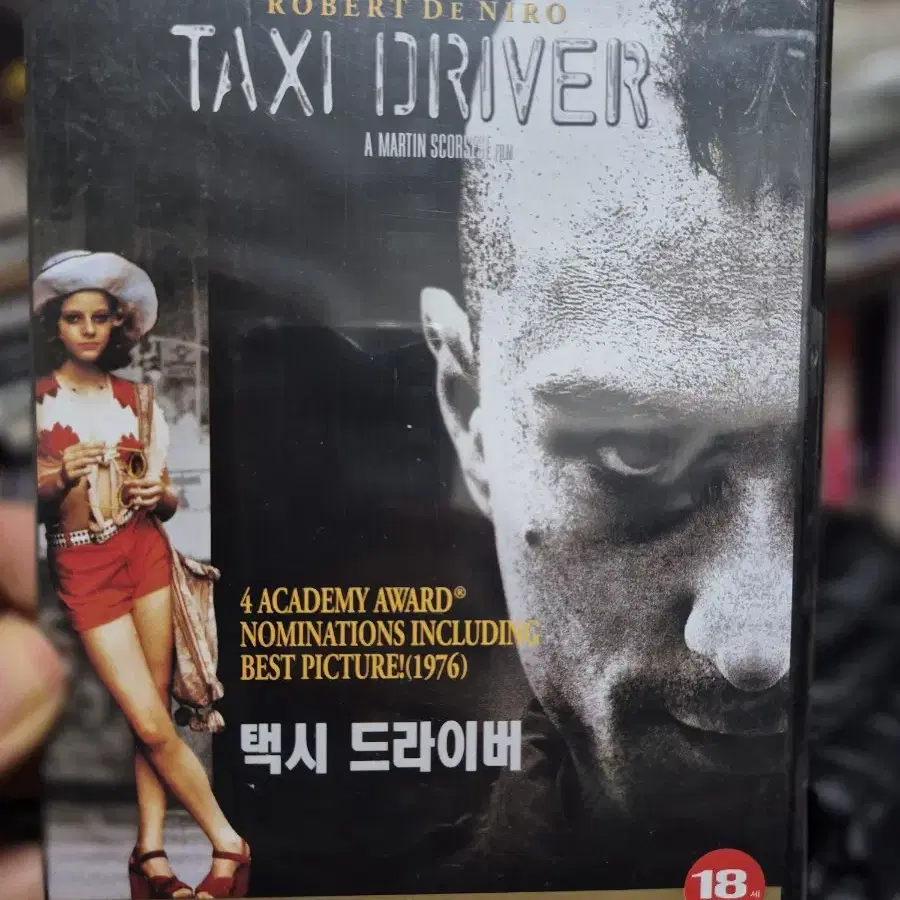 ROBERT DE NIRO
TAXI DRIVER
A MARTIN SCORSESE FILM
4 ACADEMY AWARD®
NOMINATIONS INCLUDING
BEST PICTURE!(1976)
택시 드라이버
18 세